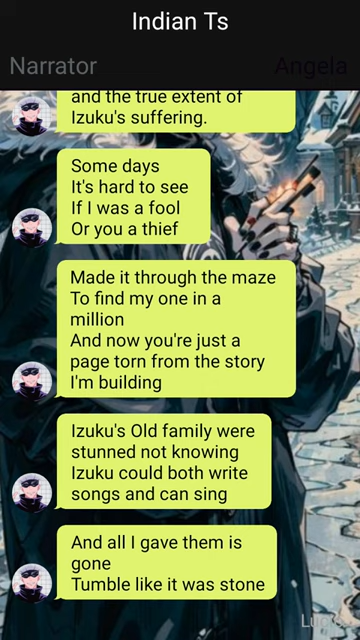 Indian Ts
Narrator
Angela
and the true extent of
Izuku's suffering.
Some days
It's hard to see
If I was a fool
Or you a thief
Made it through the maze
To find my one in a
million
And now you're just a
page torn from the story
I'm building
Izuku's Old family were
stunned not knowing
Izuku could both write
songs and can sing
And all I gave them is
gone
Tumble like it was stone